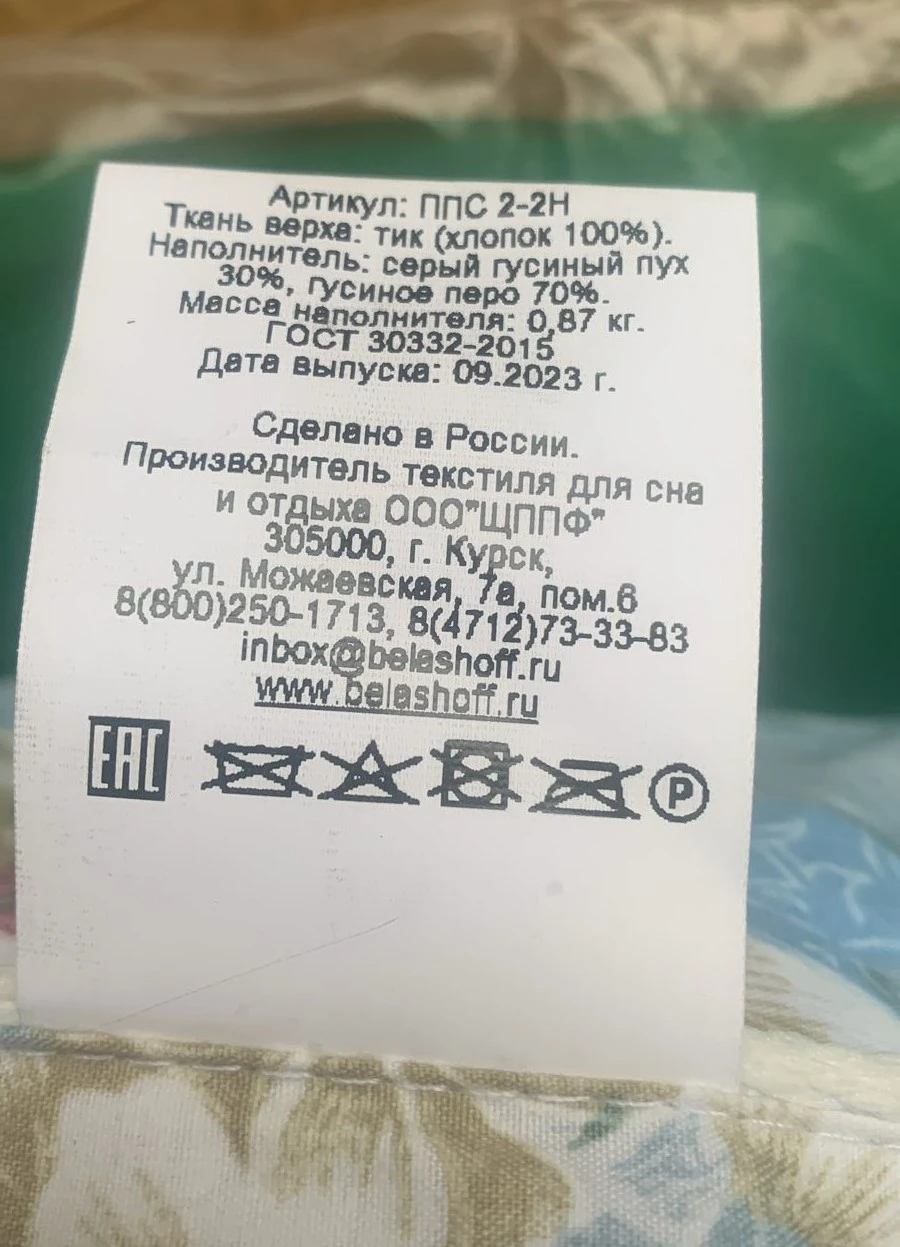 Артикул: ППС 2-2Н
Ткань верха: тик (хлопок 100%).
Наполнитель: серый гусиный пух
30%, гусиное перо 70%.
Масса наполнителя: 0,87 кг.
ГОСТ 30332-2015
Дата выпуска: 09.2023 г.
Сделано в России.
Производитель текстиля для сна
и отдыха ООО"ЩППФ"
305000, г. Курск,
ул. Можаевская, 7а, пом.6
8(800)250-1713, 8(4712)73-33-83
inbox@belashoff.ru
www.belashoff.ru
EAC P